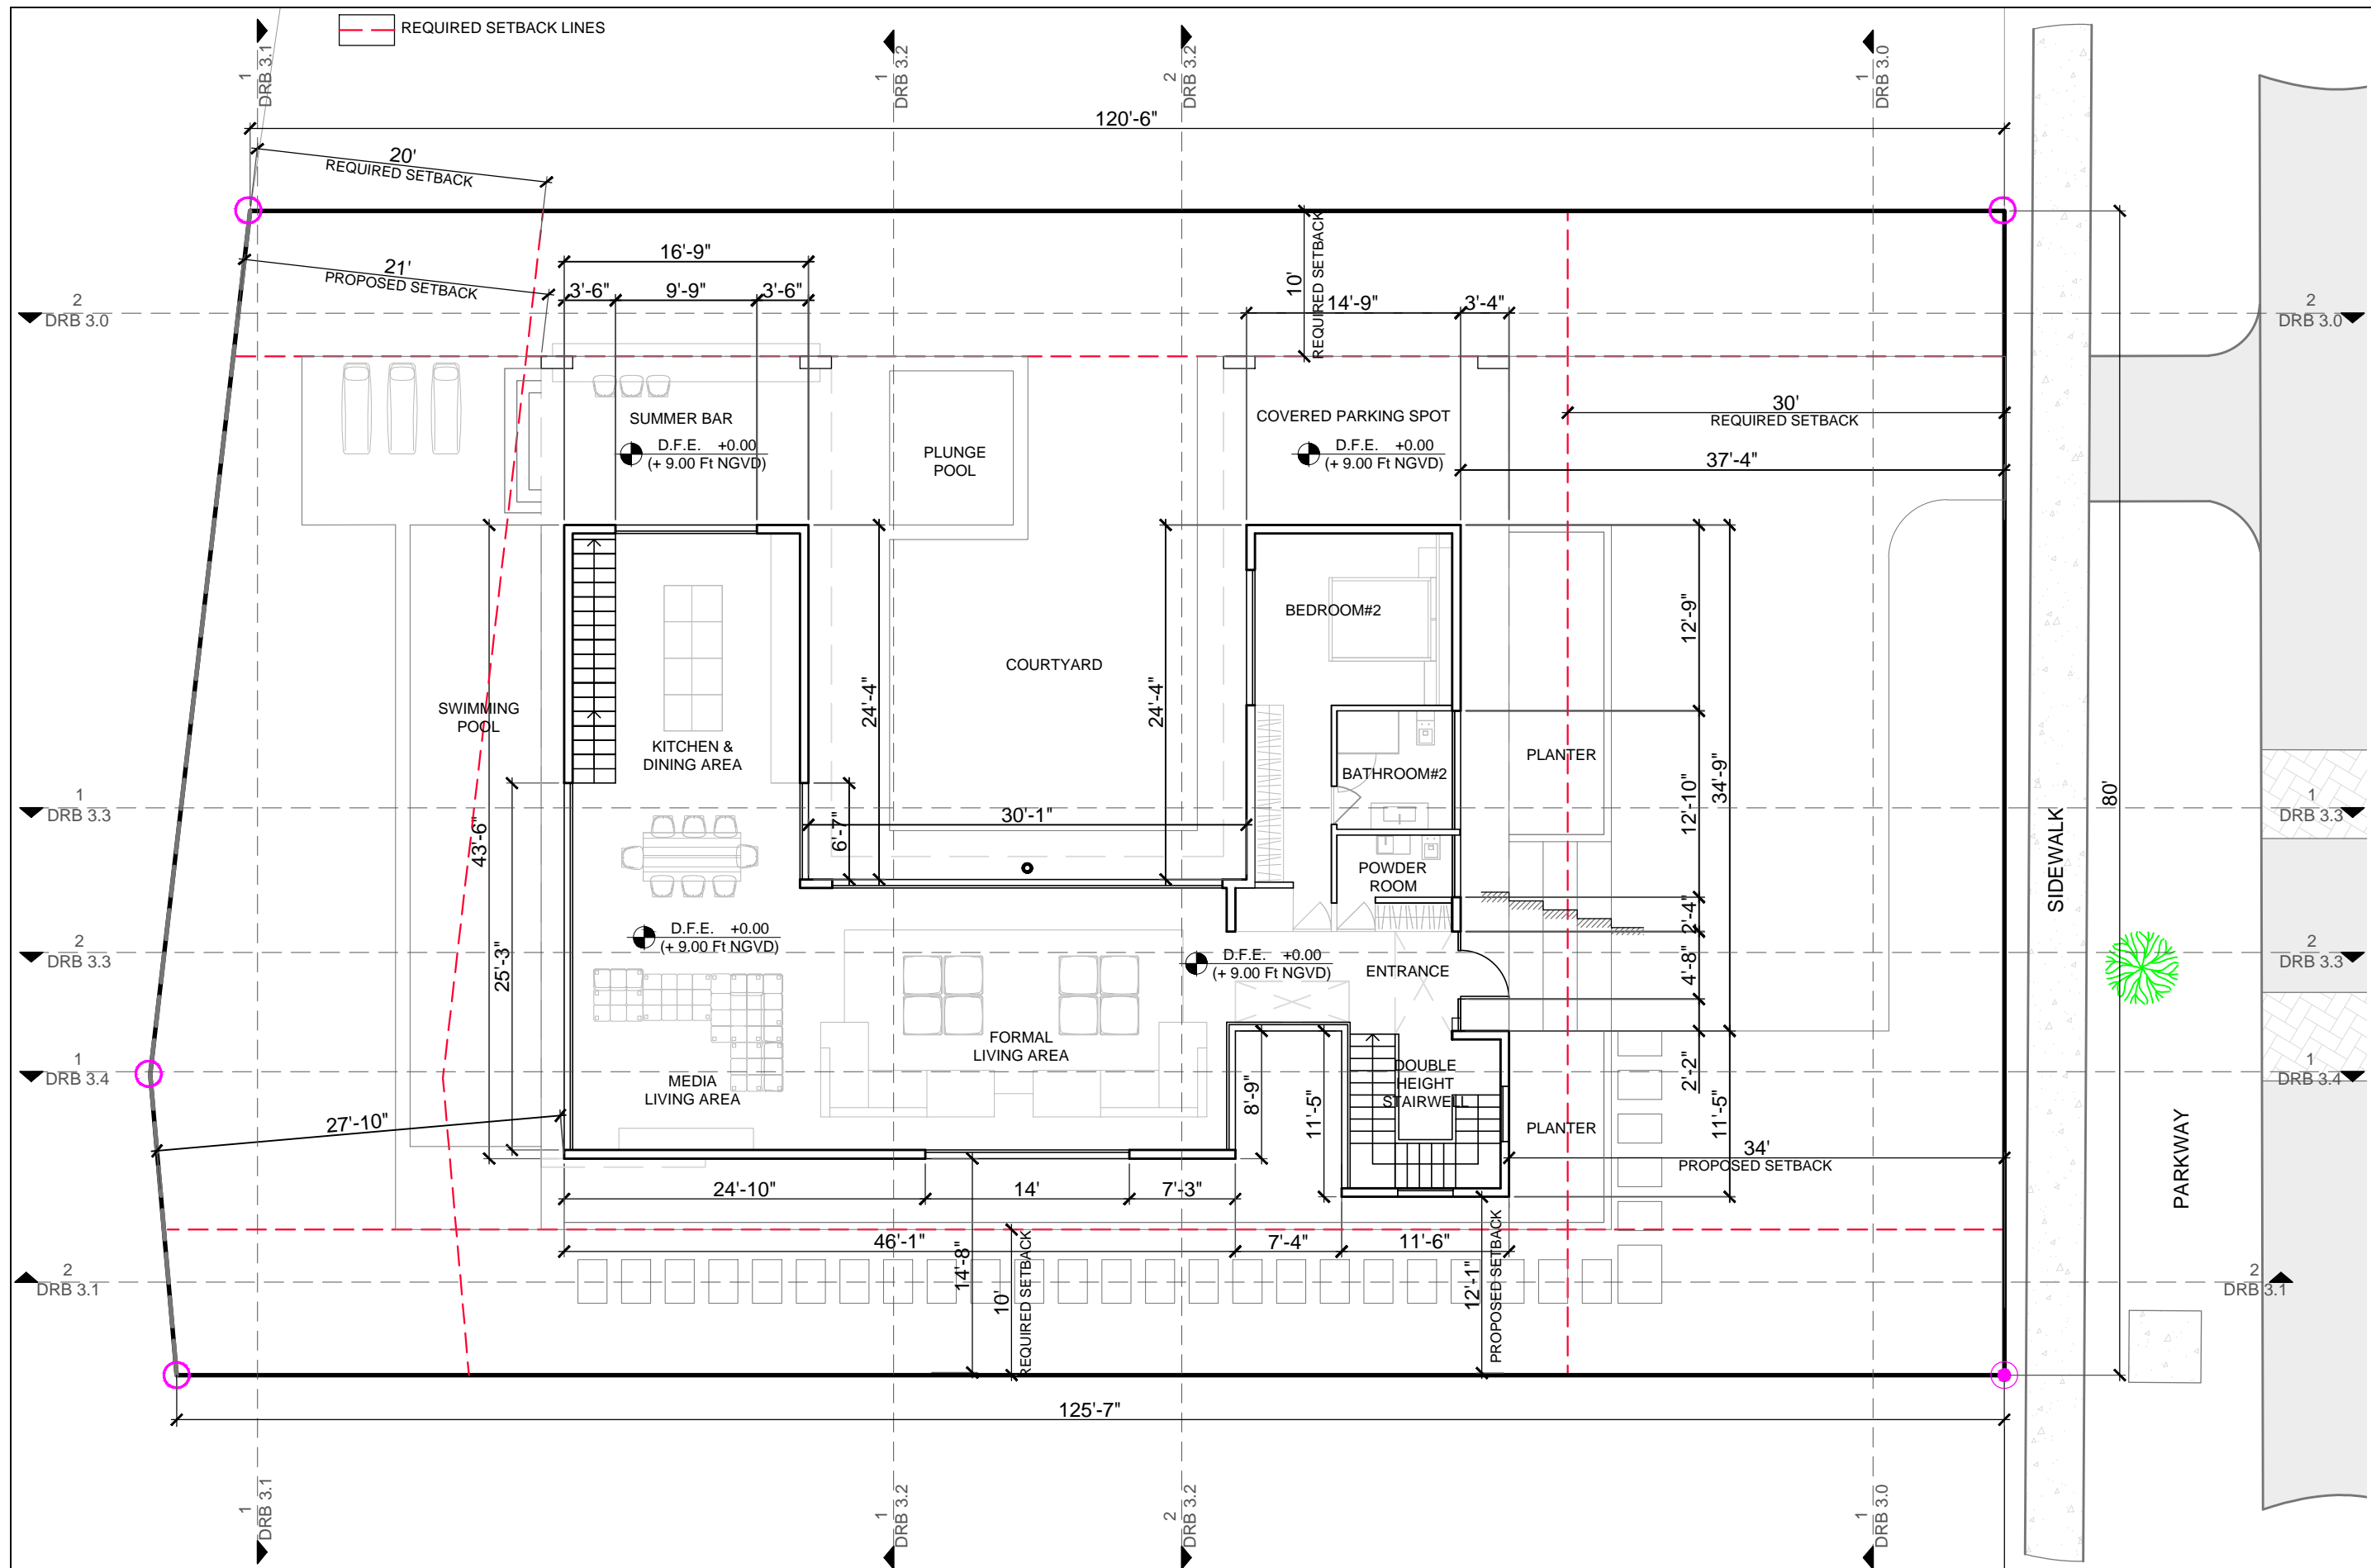 REQUIRED SETBACK LINES
1
DRB 3.1
1
DRB 3.2
2
DRB 3.2
1
DRB 3.0
120'-6"
20'
REQUIRED SETBACK
21'
PROPOSED SETBACK
16'-9"
3'-6"
9'-9"
3'-6"
10'
REQUIRED SETBACK
14'-9"
3'-4"
2
DRB 3.0
2
DRB 3.0
SUMMER BAR
D.F.E. +0.00
(+ 9.00 Ft NGVD)
PLUNGE
POOL
COVERED PARKING SPOT
D.F.E. +0.00
(+ 9.00 Ft NGVD)
30'
REQUIRED SETBACK
37'-4"
BEDROOM#2
12'-9"
COURTYARD
24'-4"
24'-4"
SWIMMING
POOL
KITCHEN &
DINING AREA
BATHROOM#2
PLANTER
12'-10"
34'-9"
80'
1
DRB 3.3
1
DRB 3.3
43'-6"
6'-7"
30'-1"
POWDER
ROOM
SIDEWALK
2'-4"
25'-3"
D.F.E. +0.00
(+ 9.00 Ft NGVD)
D.F.E. +0.00
(+ 9.00 Ft NGVD)
ENTRANCE
4'-8"
2
DRB 3.3
2
DRB 3.3
FORMAL
LIVING AREA
MEDIA
LIVING AREA
8'-9"
11'-5"
DOUBLE
HEIGHT
STAIRWELL
2'-2"
11'-5"
1
DRB 3.4
1
DRB 3.4
27'-10"
PLANTER
34'
PROPOSED SETBACK
PARKWAY
24'-10"
14'
7'-3"
46'-1"
7'-4"
11'-6"
14'-8"
10'
REQUIRED SETBACK
12'-1"
PROPOSED SETBACK
2
DRB 3.1
2
DRB 3.1
125'-7"
1
DRB 3.1
1
DRB 3.2
2
DRB 3.2
1
DRB 3.0